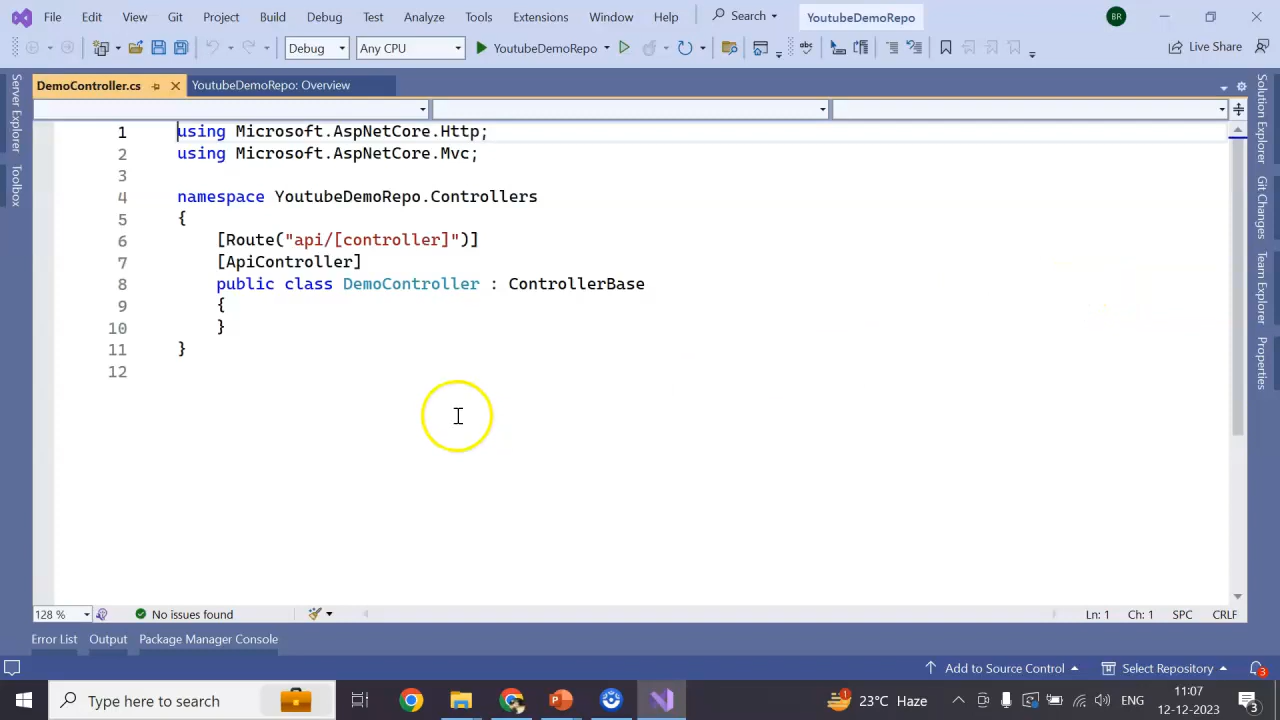 File Edit View Git Project Build Debug Test Analyze Tools Extensions Window Help Search YoutubeDemoRepo BR
Debug Any CPU YoutubeDemoRepo Live Share
DemoController.cs YoutubeDemoRepo: Overview
Server Explorer
Toolbox
Solution Explorer
Git Changes
Team Explorer
Properties
1 using Microsoft.AspNetCore.Http;
2 using Microsoft.AspNetCore.Mvc;
3
4 namespace YoutubeDemoRepo.Controllers
5 {
6 [Route("api/[controller]")]
7 [ApiController]
8 public class DemoController : ControllerBase
9 {
10 }
11 }
12
128 % No issues found Ln: 1 Ch: 1 SPC CRLF
Error List Output Package Manager Console
Add to Source Control Select Repository 3
Type here to search 1 23°C Haze ENG 11:07
12-12-2023 3